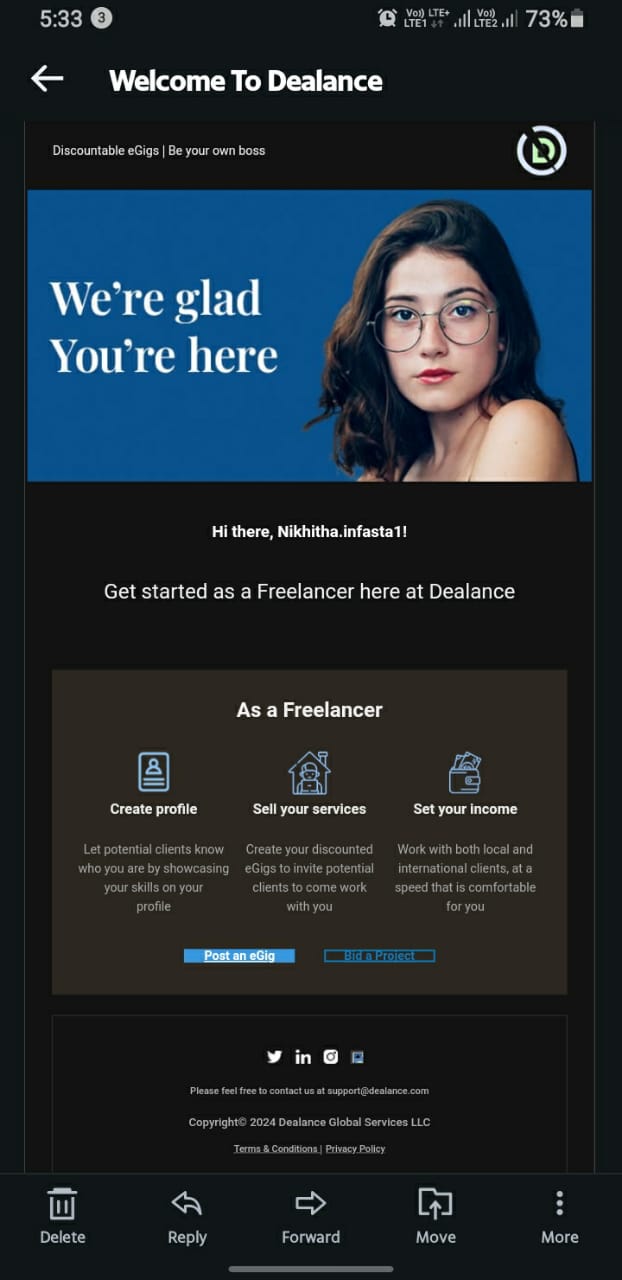 5:33 3 Vo) LTE+ LTE1 Vo) LTE2 73%
Welcome To Dealance
Discountable eGigs | Be your own boss
We're glad
You're here
Hi there, Nikhitha.infasta1!
Get started as a Freelancer here at Dealance
As a Freelancer
Create profile Sell your services Set your income
Let potential clients know Create your discounted Work with both local and
who you are by showcasing eGigs to invite potential international clients, at a
your skills on your clients to come work speed that is comfortable
profile with you for you
Post an eGig Bid a Project
Please feel free to contact us at support@dealance.com
Copyright© 2024 Dealance Global Services LLC
Terms & Conditions | Privacy Policy
Delete Reply Forward Move More